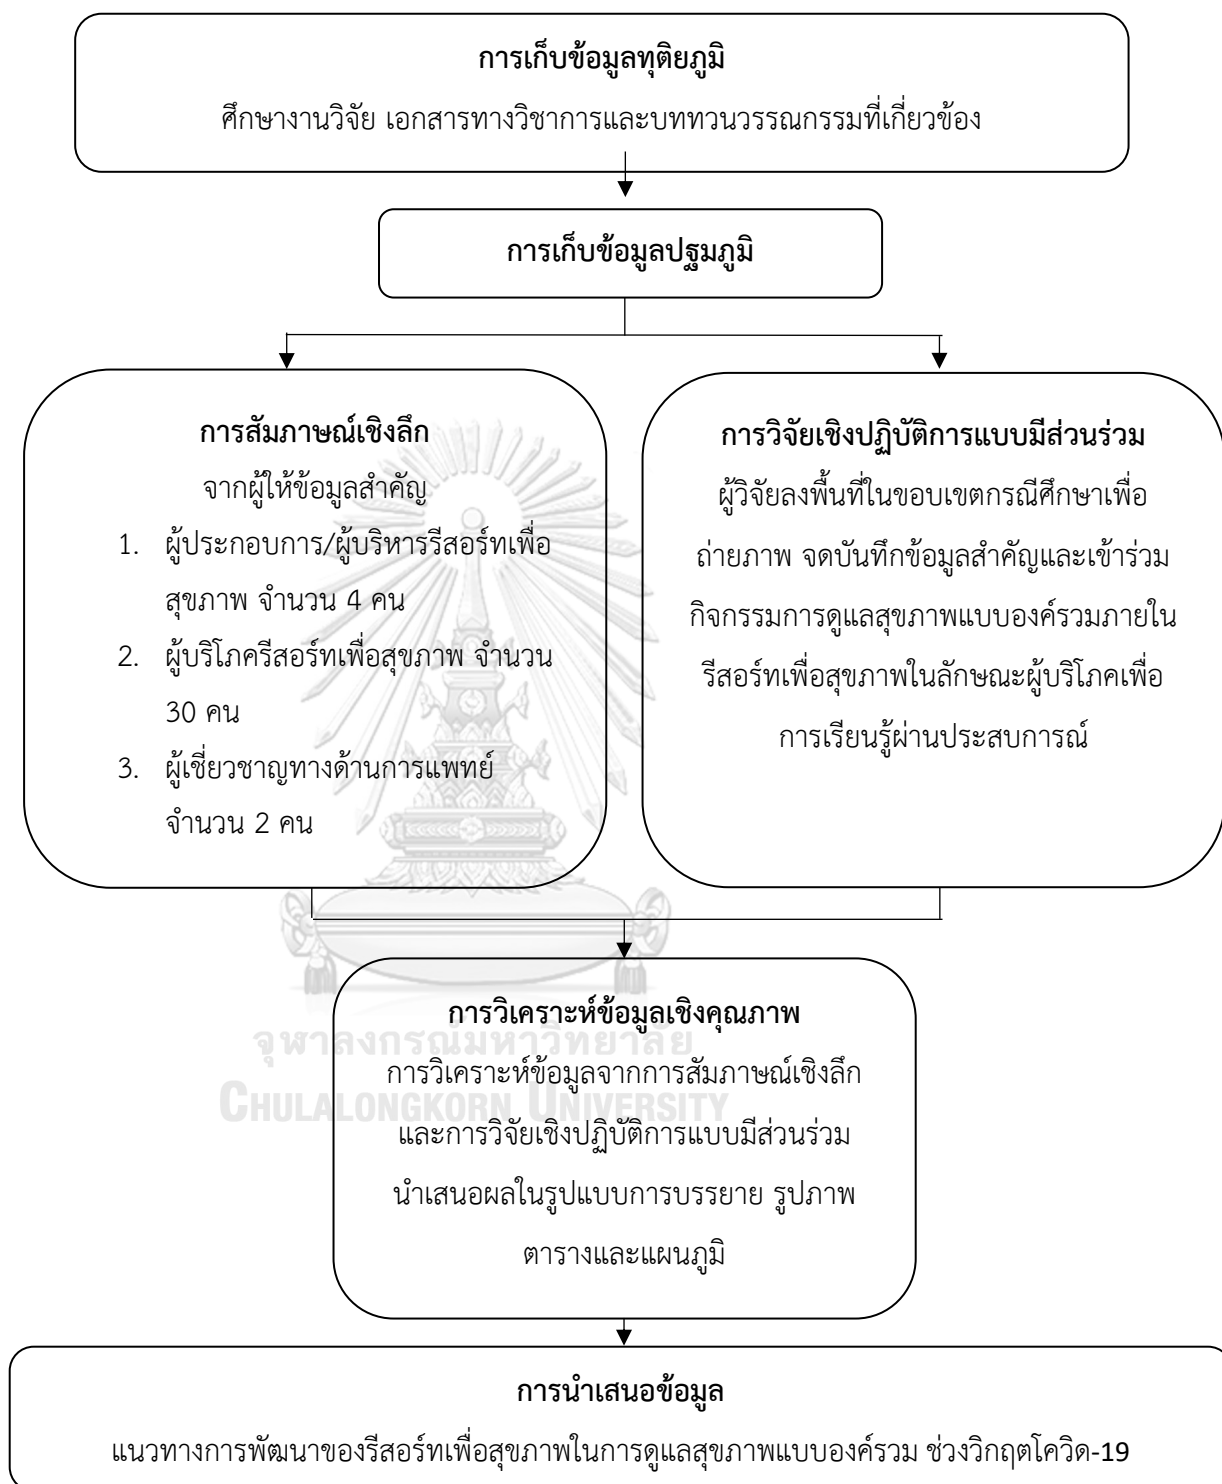 การเก็บข้อมูลทุติยภูมิ
ศึกษางานวิจัย เอกสารทางวิชาการและบททวนวรรณกรรมที่เกี่ยวข้อง
การเก็บข้อมูลปฐมภูมิ
การสัมภาษณ์เชิงลึก
จากผู้ให้ข้อมูลสำคัญ
1. ผู้ประกอบการ/ผู้บริหารรีสอร์ทเพื่อ
สุขภาพ จำนวน 4 คน
2. ผู้บริโภครีสอร์ทเพื่อสุขภาพ จำนวน
30 คน
3. ผู้เชี่ยวชาญทางด้านการแพทย์
จำนวน 2 คน
การวิจัยเชิงปฏิบัติการแบบมีส่วนร่วม
ผู้วิจัยลงพื้นที่ในขอบเขตกรณีศึกษาเพื่อ
ถ่ายภาพ จดบันทึกข้อมูลสำคัญและเข้าร่วม
กิจกรรมการดูแลสุขภาพแบบองค์รวมภายใน
รีสอร์ทเพื่อสุขภาพในลักษณะผู้บริโภคเพื่อ
การเรียนรู้ผ่านประสบการณ์
การวิเคราะห์ข้อมูลเชิงคุณภาพ
จุฬาลงกรณ์มหาวิทยาลัย
การวิเคราะห์ข้อมูลจากการสัมภาษณ์เชิงลึก
CHULALONGKORN UNIVERSITY
และการวิจัยเชิงปฏิบัติการแบบมีส่วนร่วม
นำเสนอผลในรูปแบบการบรรยาย รูปภาพ
ตารางและแผนภูมิ
การนำเสนอข้อมูล
แนวทางการพัฒนาของรีสอร์ทเพื่อสุขภาพในการดูแลสุขภาพแบบองค์รวม ช่วงวิกฤตโควิด-19